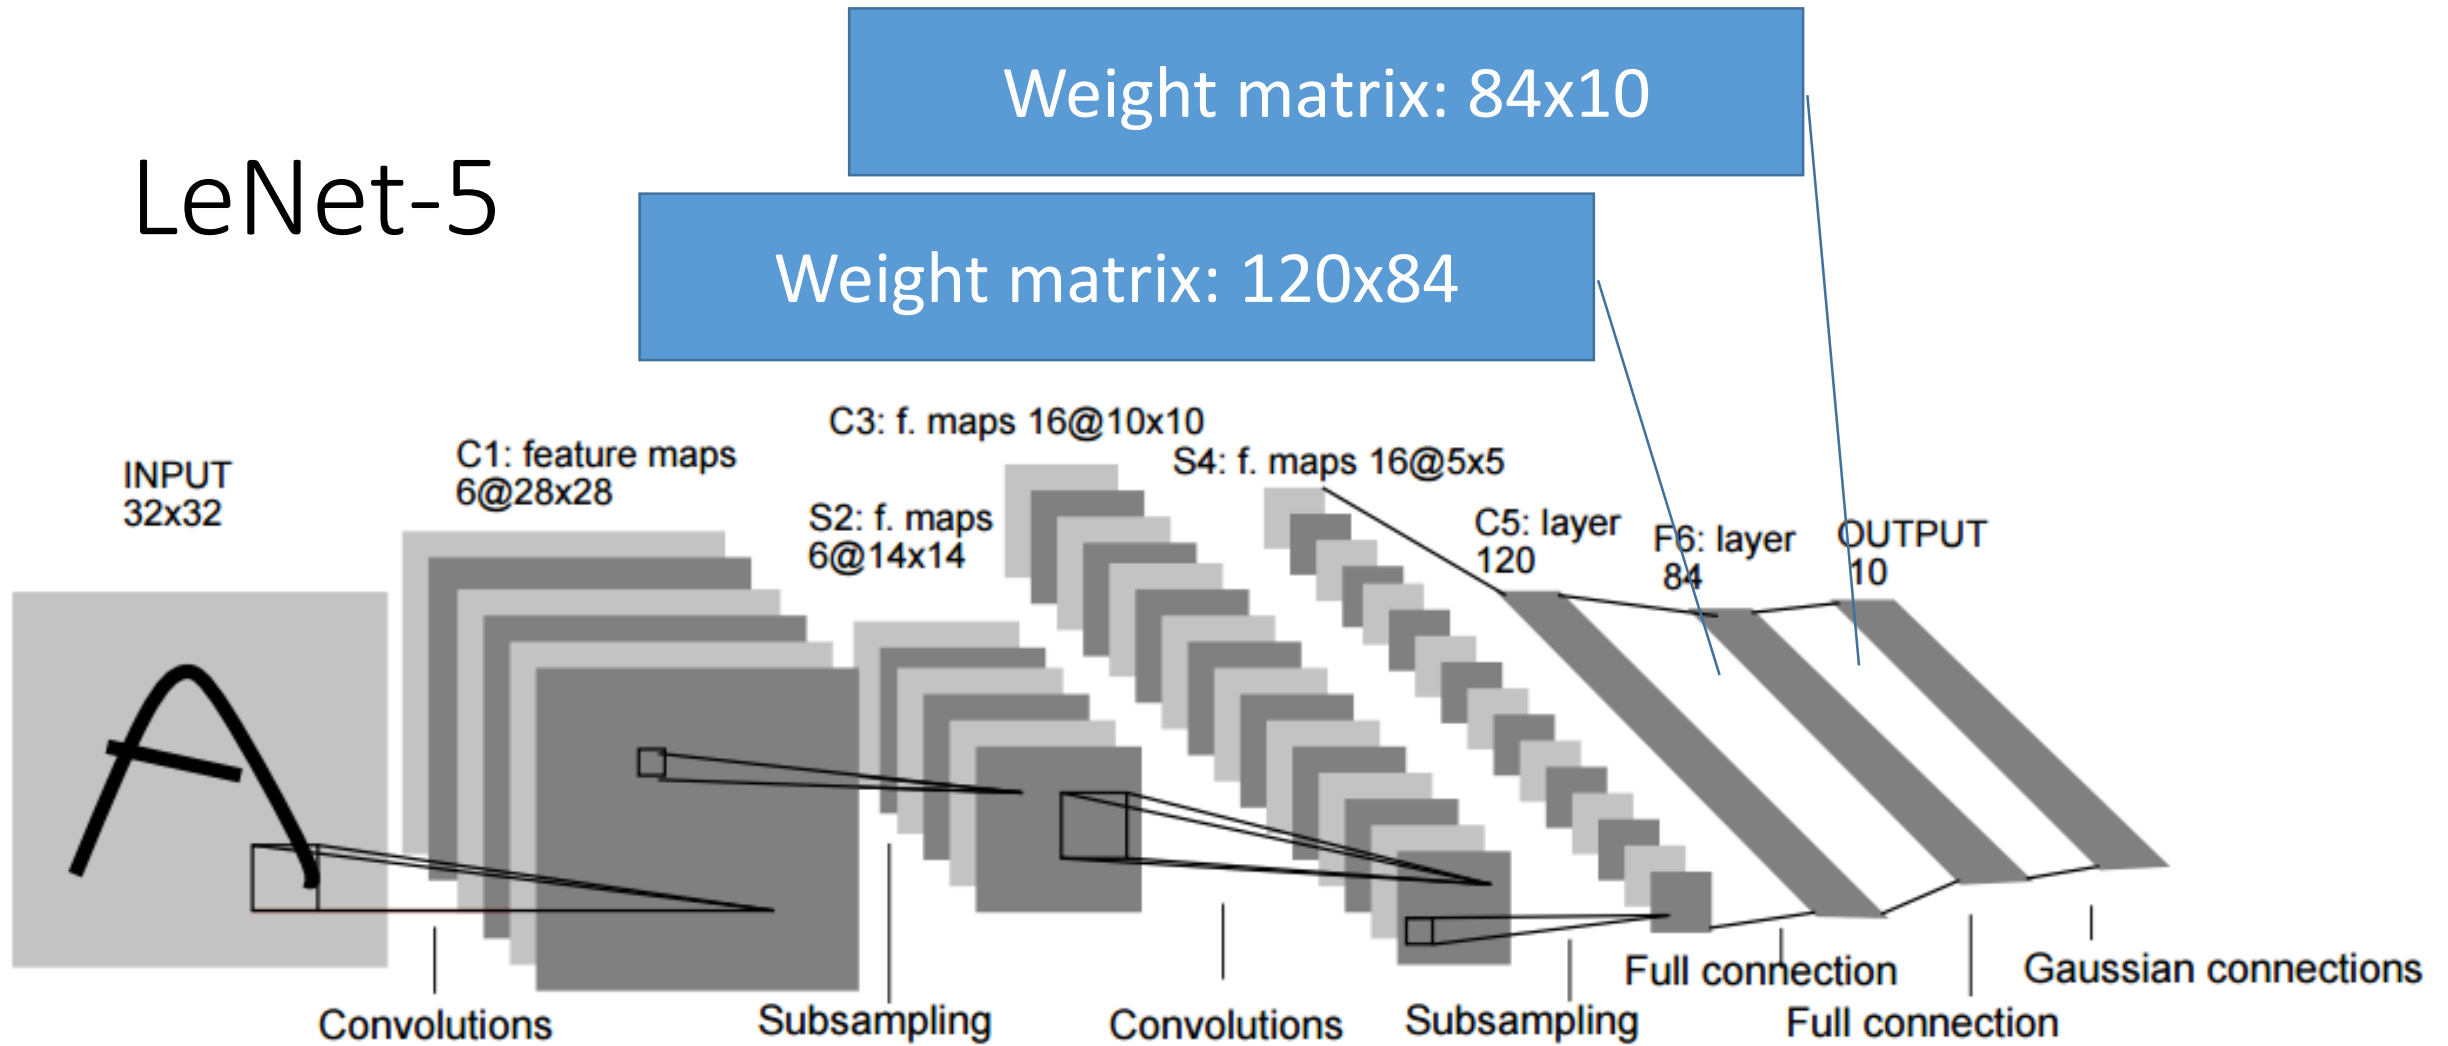 LeNet-5
Weight matrix: 84x10
Weight matrix: 120x84
INPUT
32x32
C1: feature maps
6@28x28
S2: f. maps
6@14x14
C3: f. maps 16@10x10
S4: f. maps 16@5x5
C5: layer
120
F6: layer
84
OUTPUT
10
Convolutions
Subsampling
Convolutions
Subsampling
Full connection
Full connection
Gaussian connections